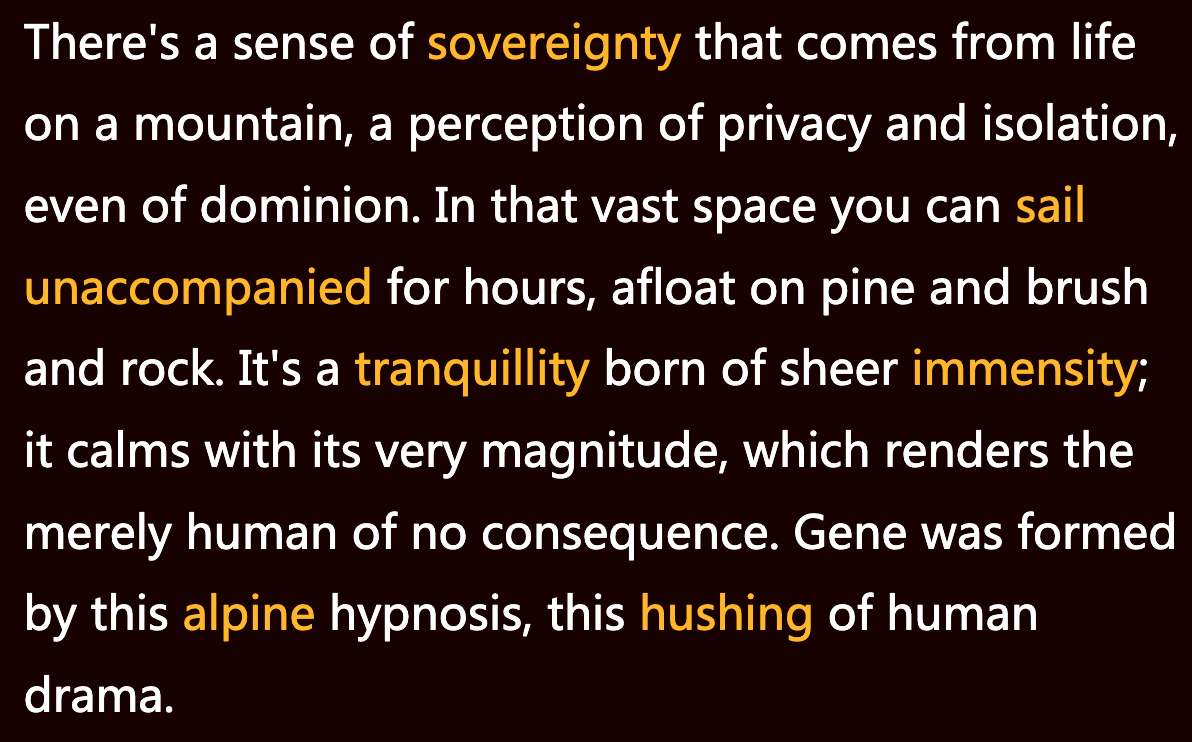 There's a sense of sovereignty that comes from life
on a mountain, a perception of privacy and isolation,
even of dominion. In that vast space you can sail
unaccompanied for hours, afloat on pine and brush
and rock. It's a tranquillity born of sheer immensity;
it calms with its very magnitude, which renders the
merely human of no consequence. Gene was formed
by this alpine hypnosis, this hushing of human
drama.